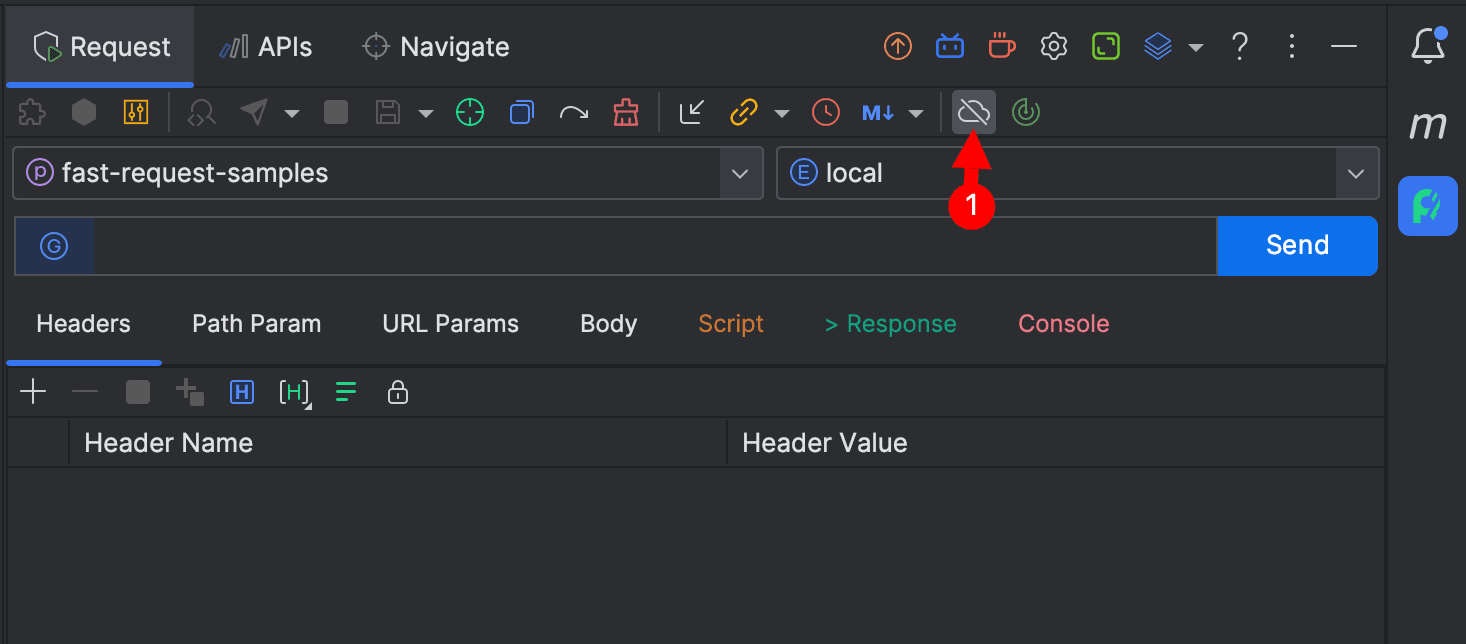 Request APIs Navigate
M↓
P fast-request-samples E local
1
G Send
Headers Path Param URL Params Body Script > Response Console
H [H]
Header Name Header Value
m